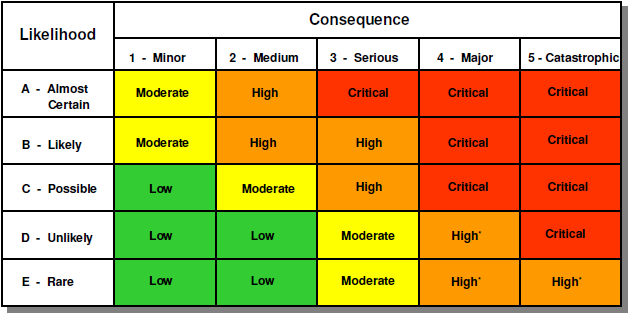 Likelihood
Consequence
1 - Minor
2 - Medium
3 - Serious
4 - Major
5 - Catastrophic
A - Almost
Certain
Moderate
High
Critical
Critical
Critical
B - Likely
Moderate
High
High
Critical
Critical
C - Possible
Low
Moderate
High
Critical
Critical
D - Unlikely
Low
Low
Moderate
High*
Critical
E - Rare
Low
Low
Moderate
High*
High*